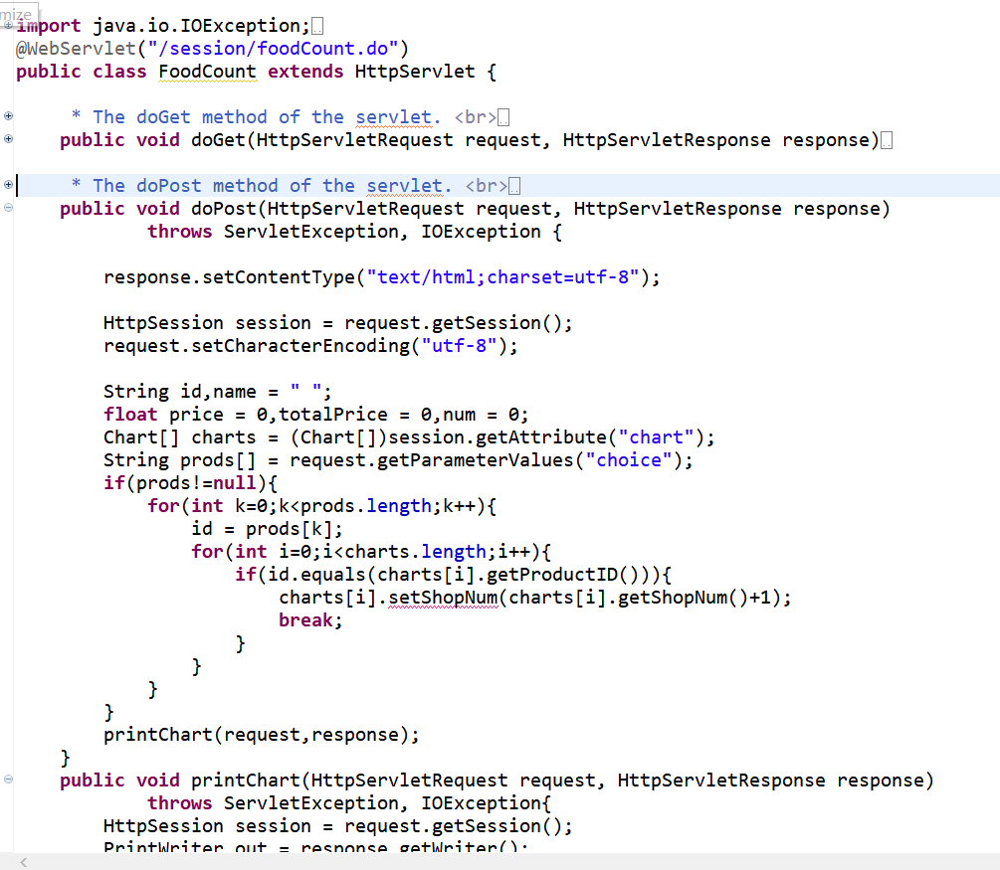 mize
import java.io.IOException;
@WebServlet("/session/foodCount.do")
public class FoodCount extends HttpServlet {
* The doGet method of the servlet. <br>
public void doGet(HttpServletRequest request, HttpServletResponse response)
* The doPost method of the servlet. <br>
public void doPost(HttpServletRequest request, HttpServletResponse response)
throws ServletException, IOException {
response.setContentType("text/html;charset=utf-8");
HttpSession session = request.getSession();
request.setCharacterEncoding("utf-8");
String id,name = " ";
float price = 0,totalPrice = 0,num = 0;
Chart[] charts = (Chart[])session.getAttribute("chart");
String prods[] = request.getParameterValues("choice");
if(prods!=null){
for(int k=0;k<prods.length;k++){
id = prods[k];
for(int i=0;i<charts.length;i++){
if(id.equals(charts[i].getProductID())){
charts[i].setShopNum(charts[i].getShopNum()+1);
break;
}
}
}
}
printChart(request,response);
}
public void printChart(HttpServletRequest request, HttpServletResponse response)
throws ServletException, IOException{
HttpSession session = request.getSession();
PrintWriter out = response.getWriter();